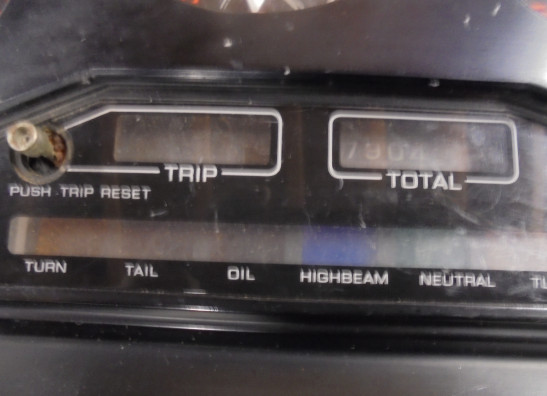 TRIP
TOTAL
PUSH TRIP RESET
TURN TAIL OIL HIGHBEAM NEUTRAL